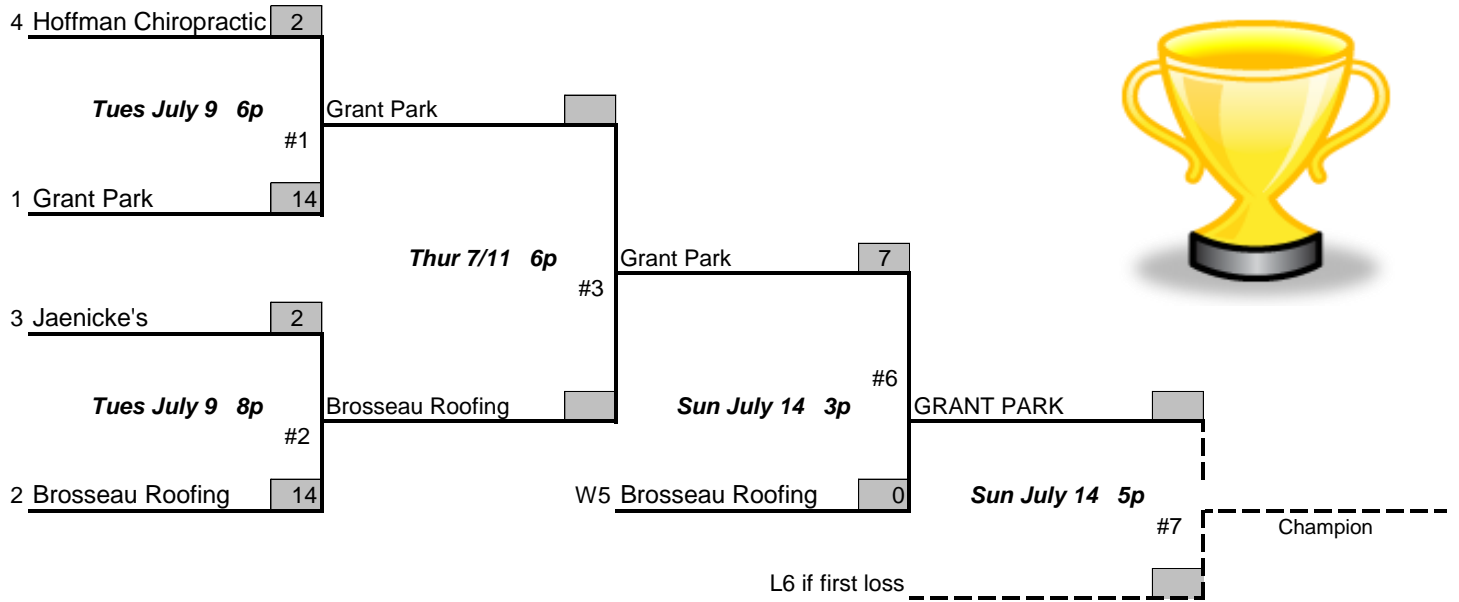 4 Hoffman Chiropractic 2
Tues July 9 6p
#1
Grant Park
1 Grant Park 14
Thur 7/11 6p
#3
Grant Park 7
3 Jaenicke's 2
Tues July 9 8p
#2
Brosseau Roofing
2 Brosseau Roofing 14
#6
Sun July 14 3p
GRANT PARK
W5 Brosseau Roofing 0
Sun July 14 5p
#7
Champion
L6 if first loss